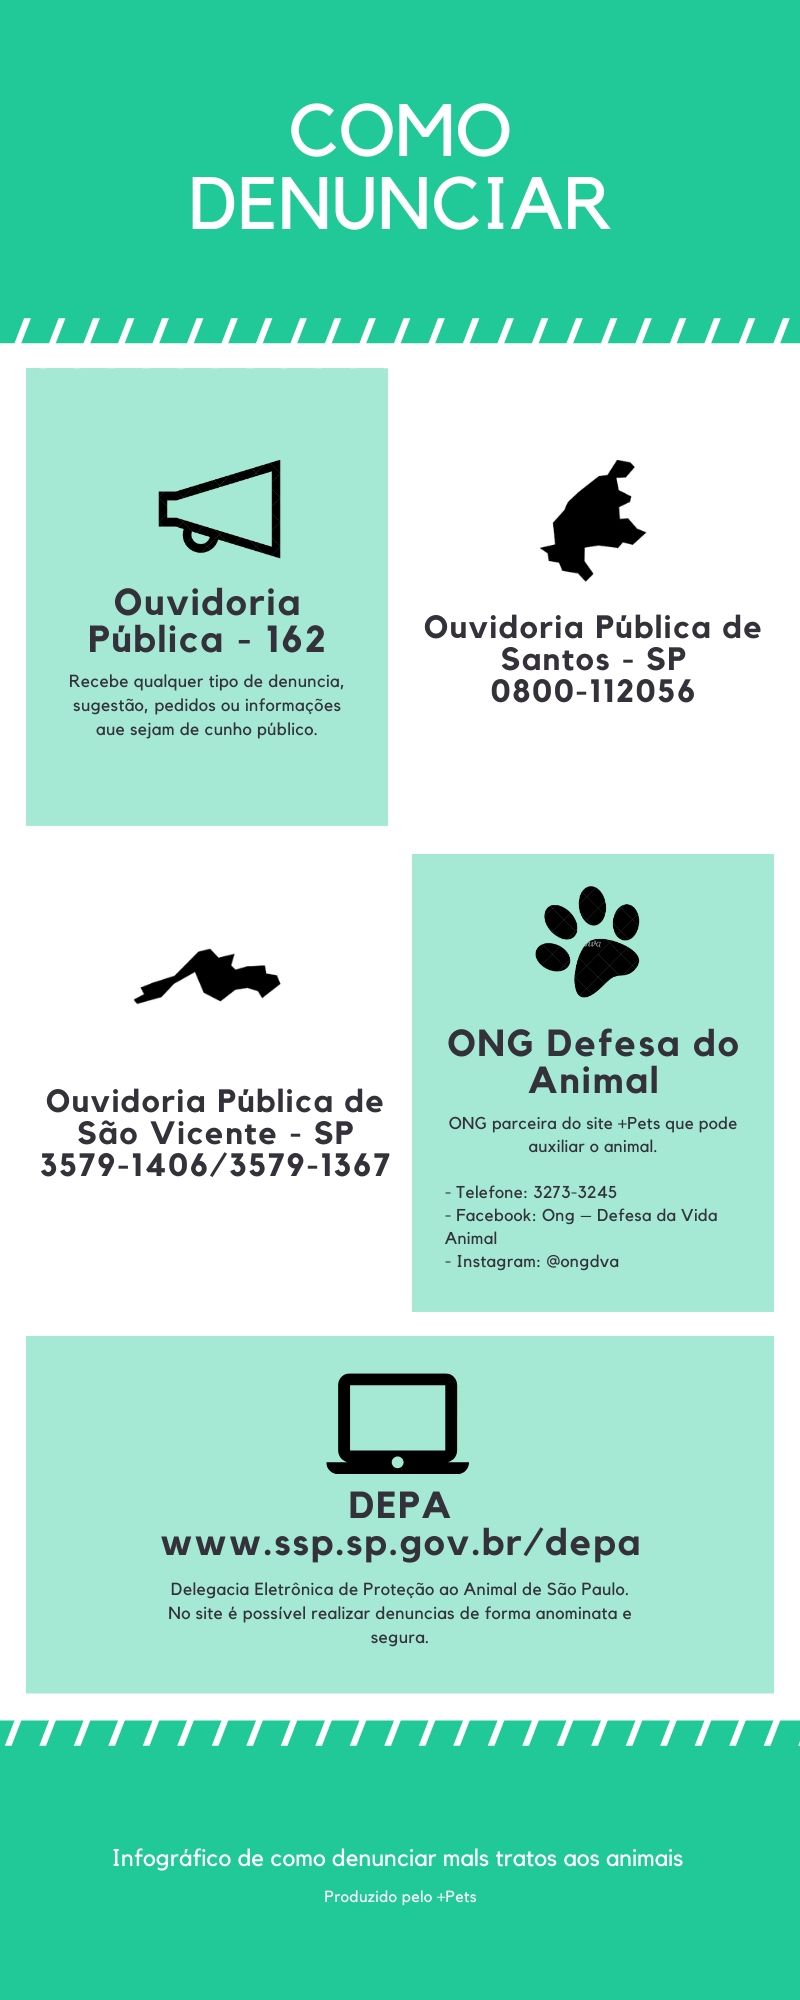 COMO
DENUNCIAR
Ouvidoria
Pública - 162
Recebe qualquer tipo de denuncia,
sugestão, pedidos ou informações
que sejam de cunho público.
Ouvidoria Pública de
Santos - SP
0800-112056
Ouvidoria Pública de
São Vicente - SP
3579-1406/3579-1367
ONG Defesa do
Animal
ONG parceira do site +Pets que pode
auxiliar o animal.
- Telefone: 3273-3245
- Facebook: Ong – Defesa da Vida
Animal
- Instagram: @ongdva
DEPA
www.ssp.sp.gov.br/depa
Delegacia Eletrônica de Proteção ao Animal de São Paulo.
No site é possível realizar denuncias de forma anominata e
segura.
Infográfico de como denunciar mals tratos aos animais
Produzido pelo +Pets